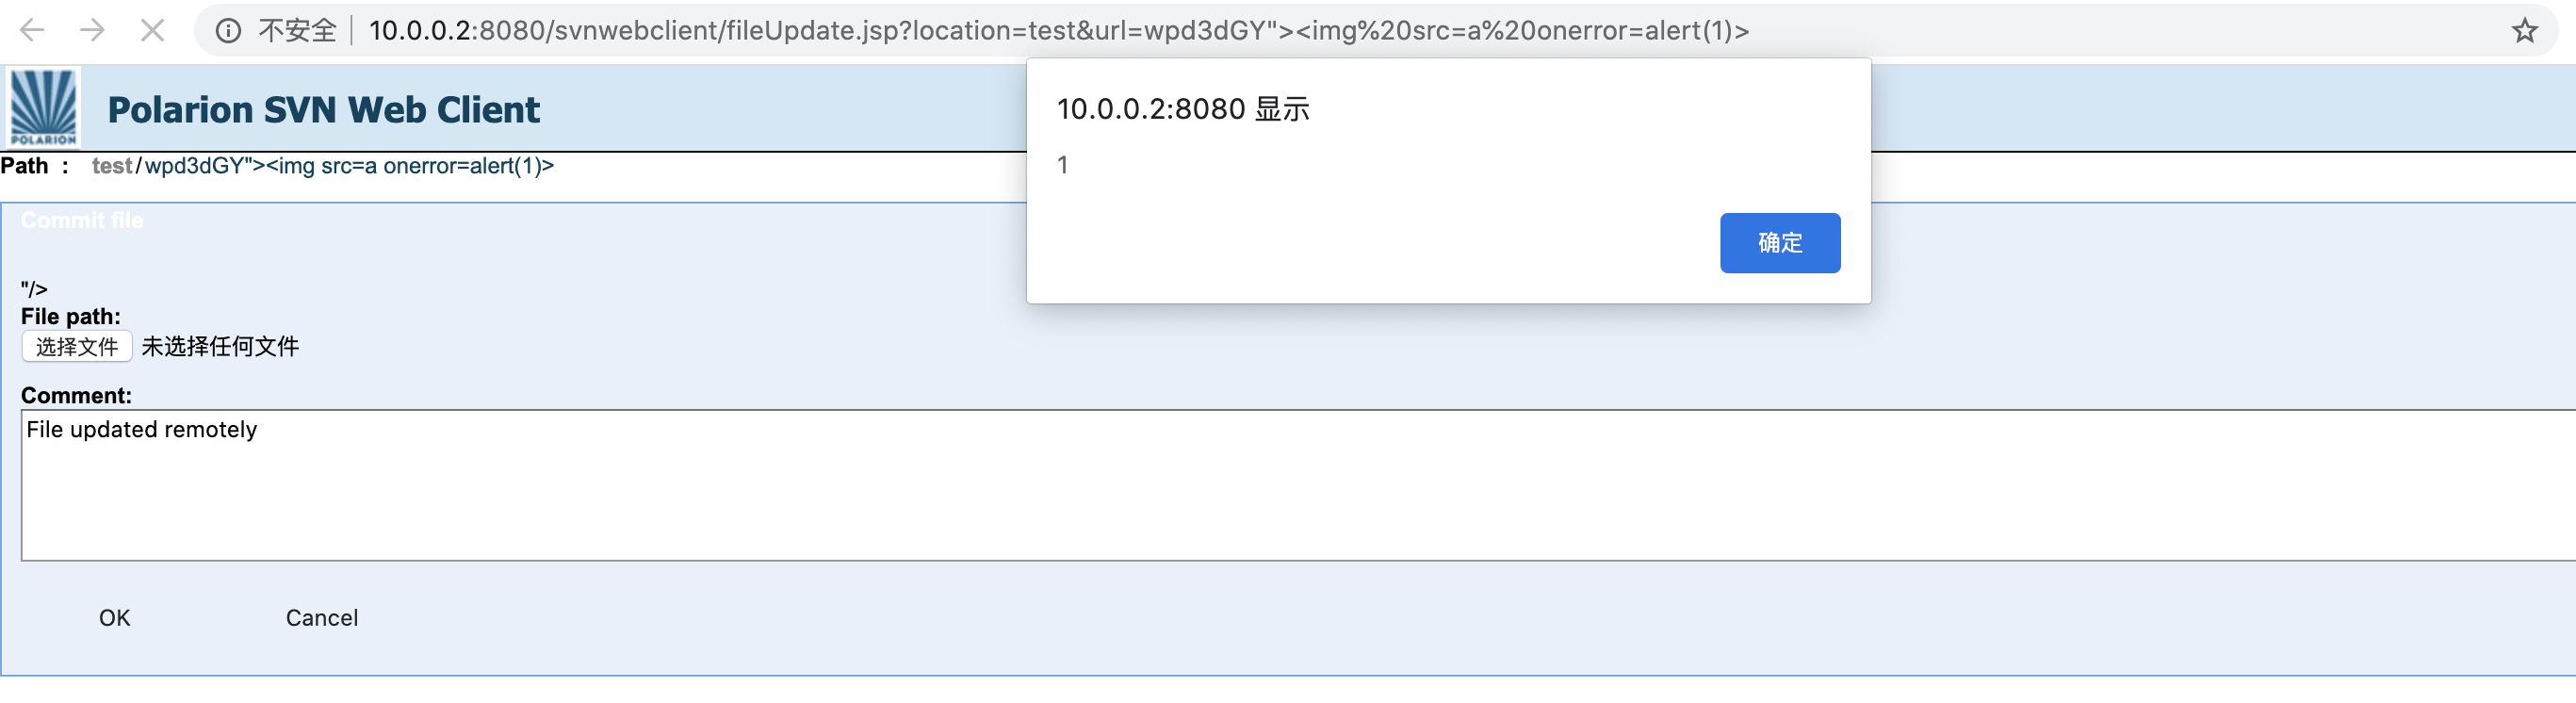 不安全 10.0.0.2:8080/svnwebclient/fileUpdate.jsp?location=test&url=wpd3dGY"><img%20src=a%20onerror=alert(1)>
POLARION
Polarion SVN Web Client
10.0.0.2:8080 显示
1
确定
Path : test/wpd3dGY"><img src=a onerror=alert(1)>
Commit file
"/>
File path:
选择文件 未选择任何文件
Comment:
File updated remotely
OK Cancel